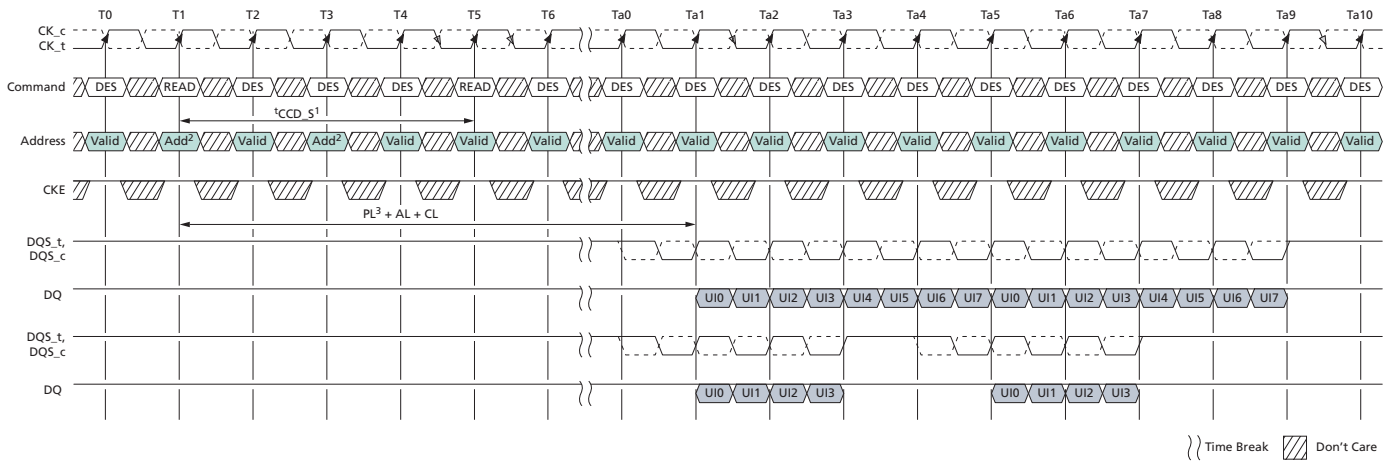 T0 T1 T2 T3 T4 T5 T6 Ta0 Ta1 Ta2 Ta3 Ta4 Ta5 Ta6 Ta7 Ta8 Ta9 Ta10
CK_c
CK_t
Command DES READ DES DES DES READ DES DES DES DES DES DES DES DES DES DES DES DES
tCCD_S1
Address Valid Add2 Valid Add2 Valid Valid Valid Valid Valid Valid Valid Valid Valid Valid Valid Valid Valid Valid
CKE
PL3 + AL + CL
DQS_t,
DQS_c
DQ UI0 UI1 UI2 UI3 UI4 UI5 UI6 UI7 UI0 UI1 UI2 UI3 UI4 UI5 UI6 UI7
DQS_t,
DQS_c
DQ UI0 UI1 UI2 UI3 UI0 UI1 UI2 UI3
Time Break Don't Care